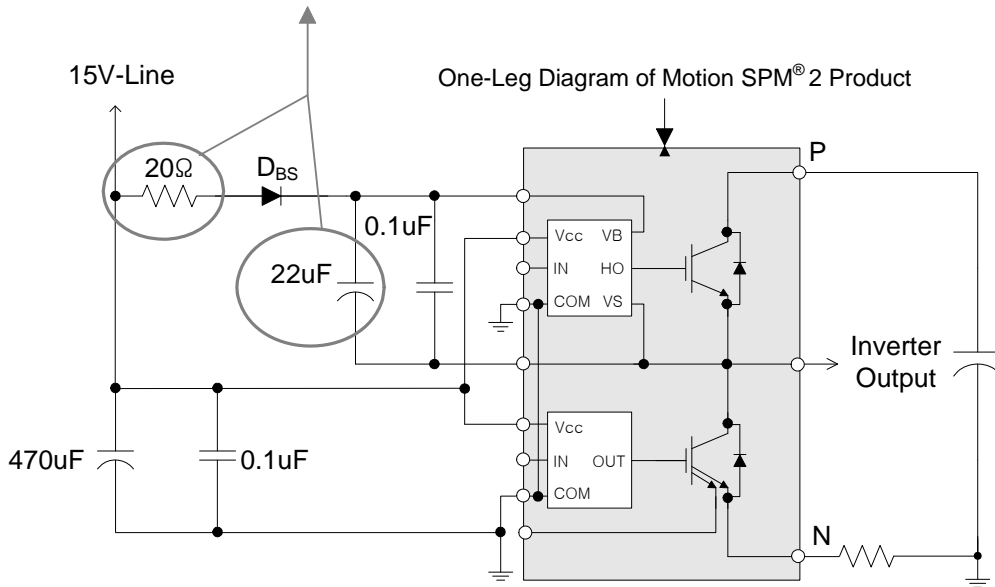 15V-Line
One-Leg Diagram of Motion SPM® 2 Product
P
20Ω
DBS
0.1uF
22uF
Vcc VB
IN HO
COM VS
Inverter
Output
Vcc
IN OUT
COM
470uF
0.1uF
N